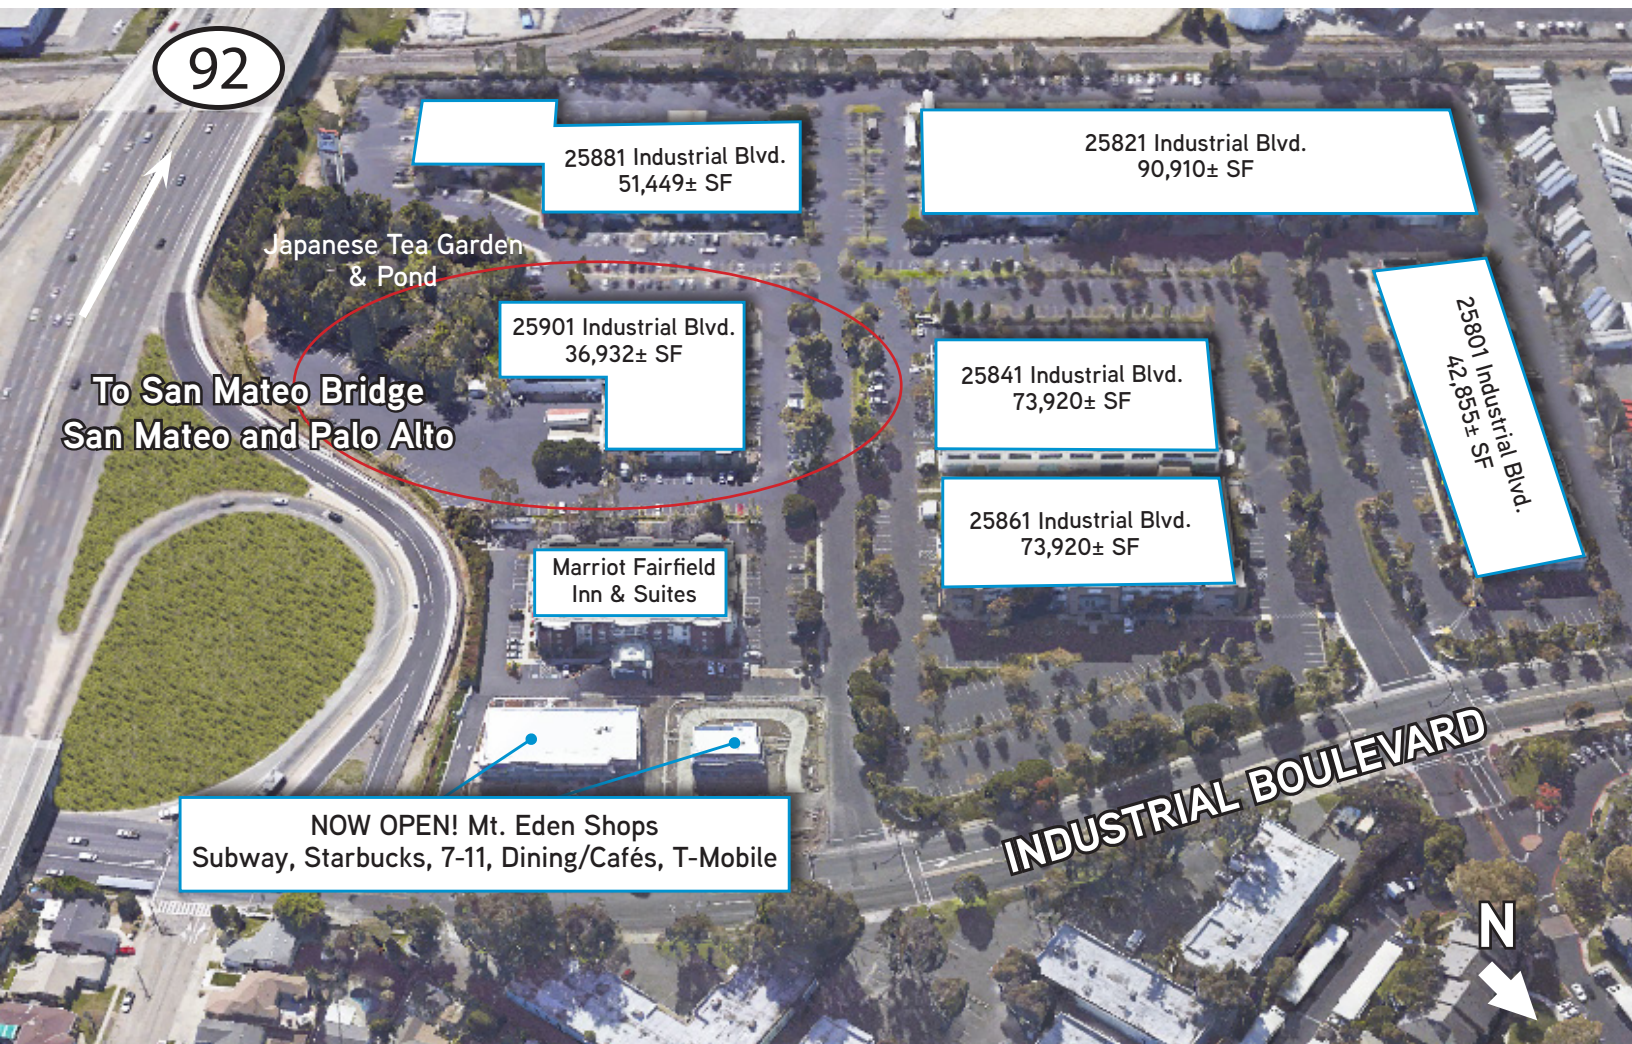 92
25881 Industrial Blvd.
51,449± SF
25821 Industrial Blvd.
90,910± SF
Japanese Tea Garden
& Pond
25901 Industrial Blvd.
36,932± SF
25801 Industrial Blvd.
42,855± SF
To San Mateo Bridge
San Mateo and Palo Alto
25841 Industrial Blvd.
73,920± SF
25861 Industrial Blvd.
73,920± SF
Marriot Fairfield
Inn & Suites
INDUSTRIAL BOULEVARD
NOW OPEN! Mt. Eden Shops
Subway, Starbucks, 7-11, Dining/Cafés, T-Mobile
N